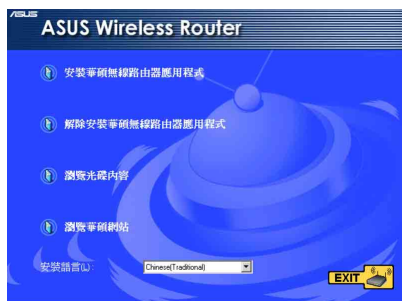 ASUS
ASUS Wireless Router
安裝華碩無線路由器應用程式
解除安裝華碩無線路由器應用程式
瀏覽光碟內容
瀏覽華碩網站
安裝語言(L):
Chinese(Traditional)
EXIT